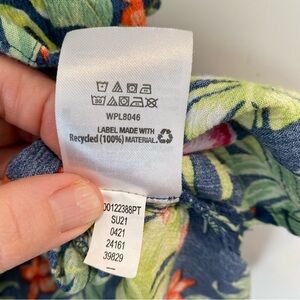 WPL8046
LABEL MADE WITH
Recycled (100%) MATERIAL.
00122388PT
SU21
0421
24161
39829